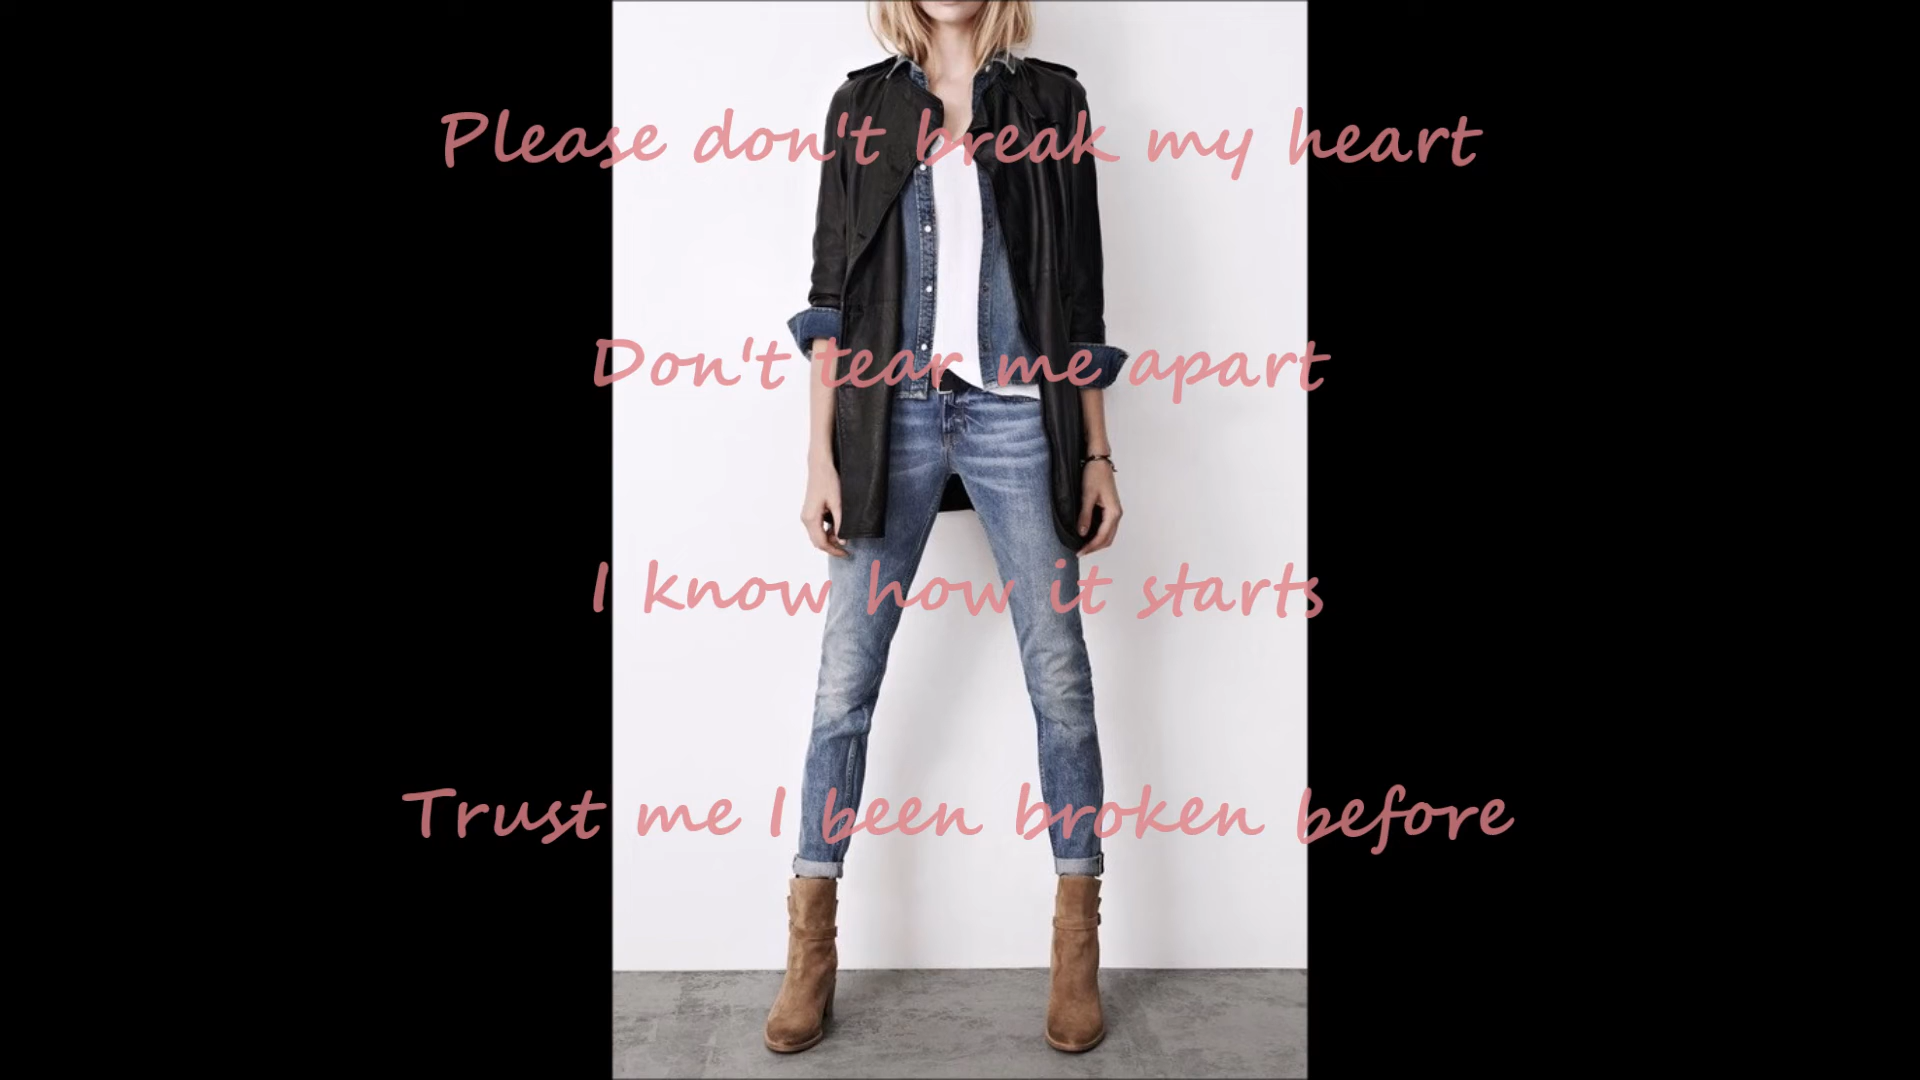 Please don't break my heart
Don't tear me apart
I know how it starts
Trust me I been broken before